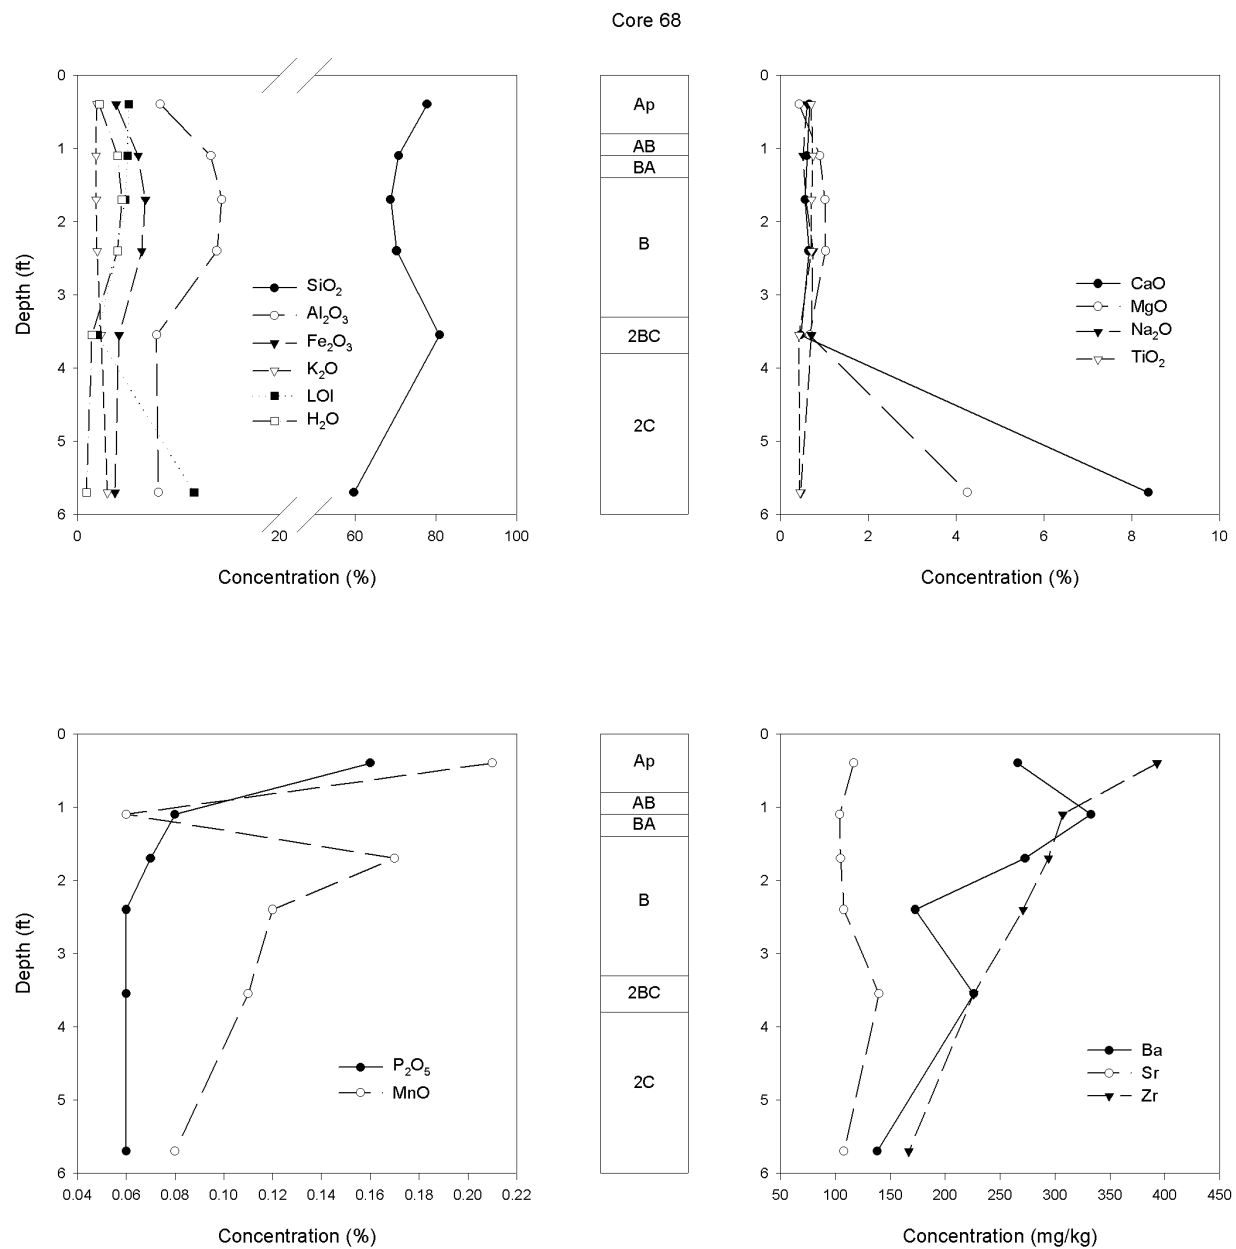 Core 68
0
1
2
3
4
5
6
Depth (ft)
0
20
60
80
100
Concentration (%)
SiO2
Al2O3
Fe2O3
K2O
LOI
H2O
Ap
AB
BA
B
2BC
2C
0
1
2
3
4
5
6
0
2
4
6
8
10
Concentration (%)
CaO
MgO
Na2O
TiO2
0
1
2
3
4
5
6
Depth (ft)
0.04
0.06
0.08
0.10
0.12
0.14
0.16
0.18
0.20
0.22
Concentration (%)
P2O5
MnO
Ap
AB
BA
B
2BC
2C
0
1
2
3
4
5
6
50
100
150
200
250
300
350
400
450
Concentration (mg/kg)
Ba
Sr
Zr